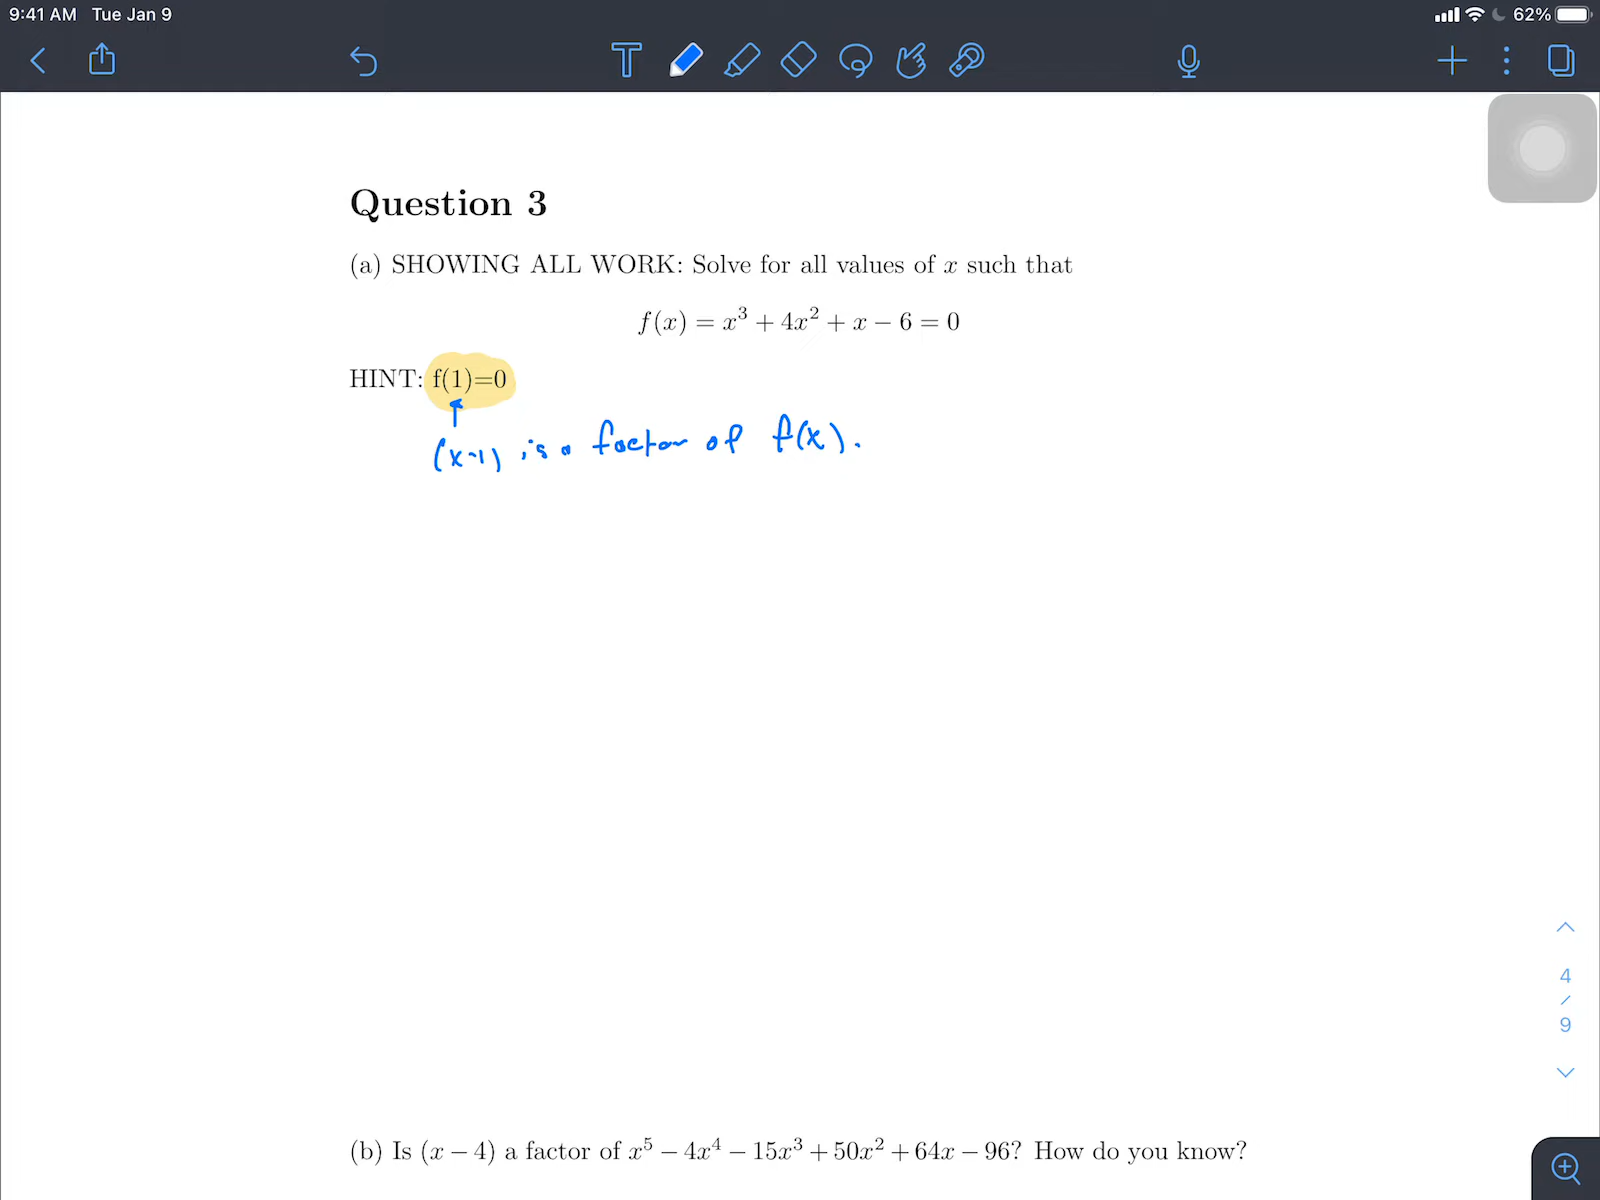 9:41 AM Tue Jan 9 62%
Question 3
(a) SHOWING ALL WORK: Solve for all values of x such that
f(x) = x³ + 4x² + x − 6 = 0
HINT: f(1)=0
(x-1) is a factor of f(x).
4
/
9
(b) Is (x − 4) a factor of x⁵ − 4x⁴ − 15x³ + 50x² + 64x − 96? How do you know?